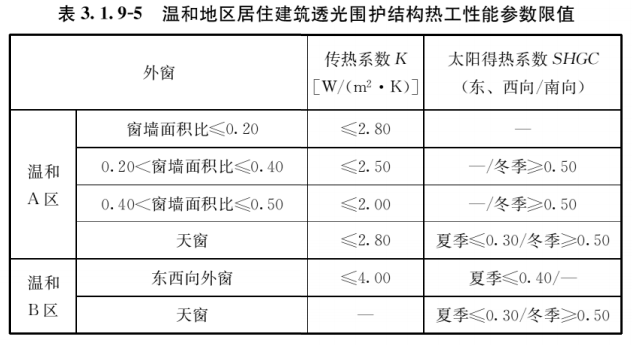 表 3.1.9-5 温和地区居住建筑透光围护结构热工性能参数限值
外窗 传热系数 K [W/(m²·K)] 太阳得热系数 SHGC (东、西向/南向)
温和 A 区 窗墙面积比≤0.20 ≤2.80 —
0.20<窗墙面积比≤0.40 ≤2.50 —/冬季≥0.50
0.40<窗墙面积比≤0.50 ≤2.00 —/冬季≥0.50
天窗 ≤2.80 夏季≤0.30/冬季≥0.50
温和 B 区 东西向外窗 ≤4.00 夏季≤0.40/—
天窗 — 夏季≤0.30/冬季≥0.50